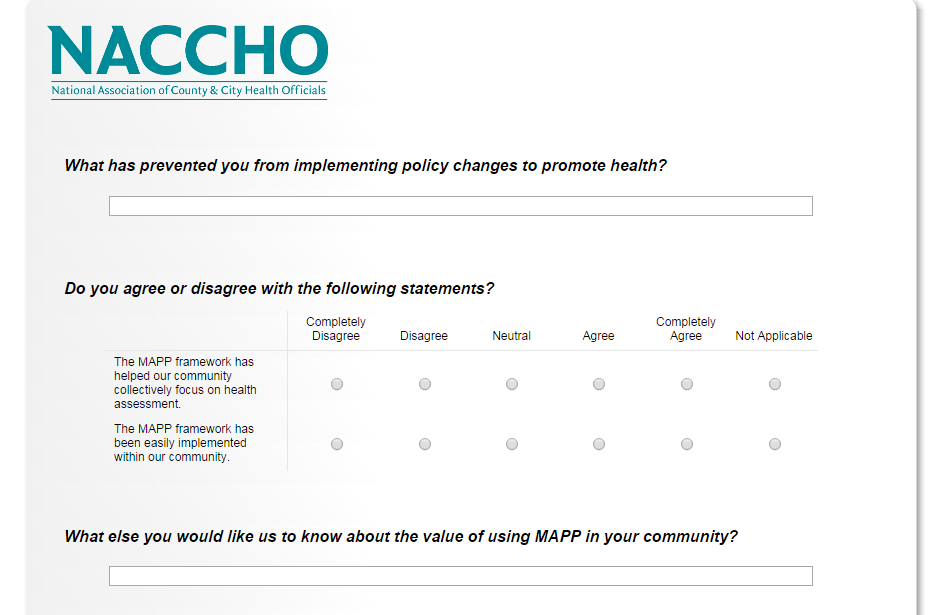 NACCHO
National Association of County & City Health Officials
What has prevented you from implementing policy changes to promote health?
Do you agree or disagree with the following statements?
Completely Disagree Disagree Neutral Agree Completely Agree Not Applicable
The MAPP framework has
helped our community
collectively focus on health
assessment.
The MAPP framework has
been easily implemented
within our community.
What else you would like us to know about the value of using MAPP in your community?